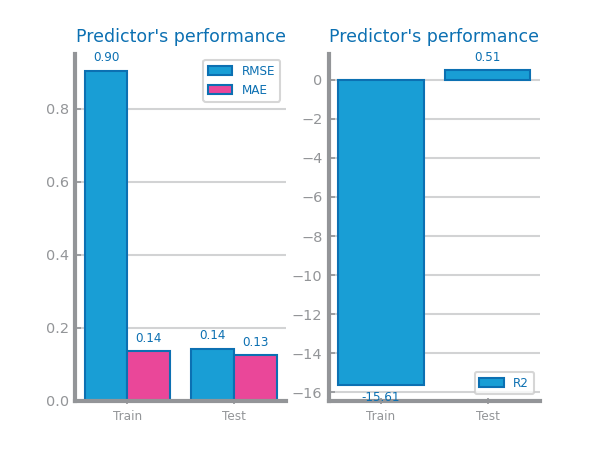 Predictor's performance
0.90
RMSE
MAE
0.8
0.6
0.4
0.2
0.0
0.14
0.14
0.13
Train
Test
Predictor's performance
0.51
0
−2
−4
−6
−8
−10
−12
−14
−16
-15.61
R2
Train
Test